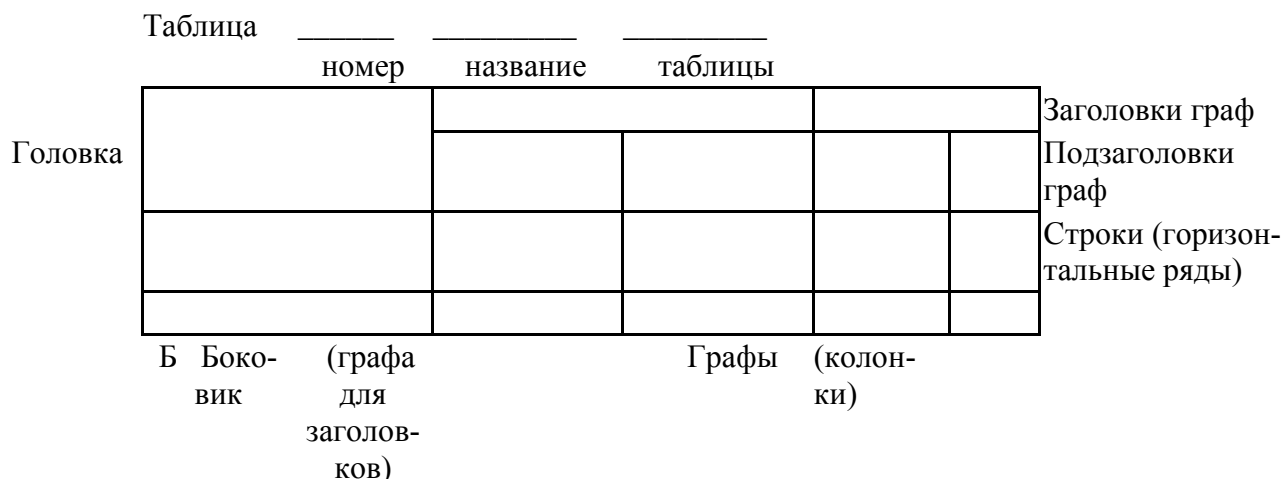 Таблица ______ _________ _________
номер название таблицы
Заголовки граф
Головка
Подзаголовки
граф
Строки (горизон-
тальные ряды)
Б Боко- (графа Графы (колон-
вик для ки)
заголов-
ков)